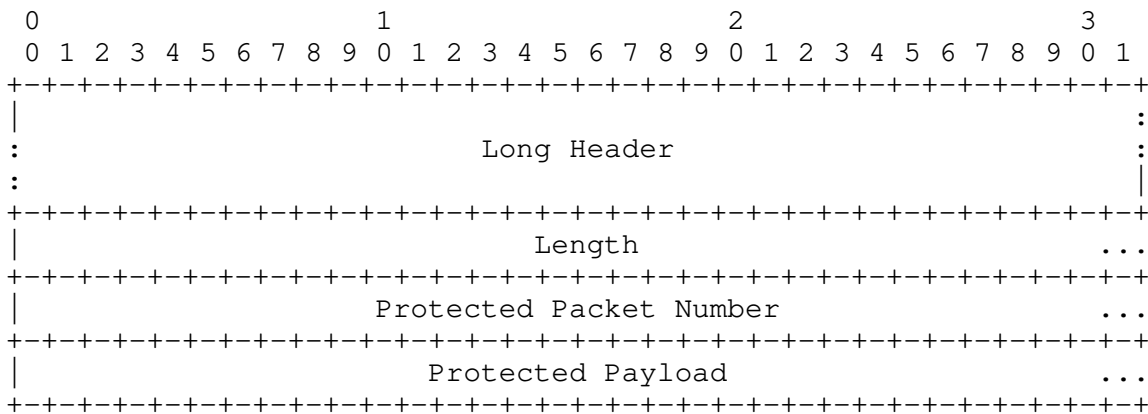 0                   1                   2                   3
 0 1 2 3 4 5 6 7 8 9 0 1 2 3 4 5 6 7 8 9 0 1 2 3 4 5 6 7 8 9 0 1
+-+-+-+-+-+-+-+-+-+-+-+-+-+-+-+-+-+-+-+-+-+-+-+-+-+-+-+-+-+-+-+-+
|                                                               :
:                          Long Header                          :
:                                                               |
+-+-+-+-+-+-+-+-+-+-+-+-+-+-+-+-+-+-+-+-+-+-+-+-+-+-+-+-+-+-+-+-+
|                             Length                          ...
+-+-+-+-+-+-+-+-+-+-+-+-+-+-+-+-+-+-+-+-+-+-+-+-+-+-+-+-+-+-+-+-+
|                    Protected Packet Number                  ...
+-+-+-+-+-+-+-+-+-+-+-+-+-+-+-+-+-+-+-+-+-+-+-+-+-+-+-+-+-+-+-+-+
|                       Protected Payload                     ...
+-+-+-+-+-+-+-+-+-+-+-+-+-+-+-+-+-+-+-+-+-+-+-+-+-+-+-+-+-+-+-+-+